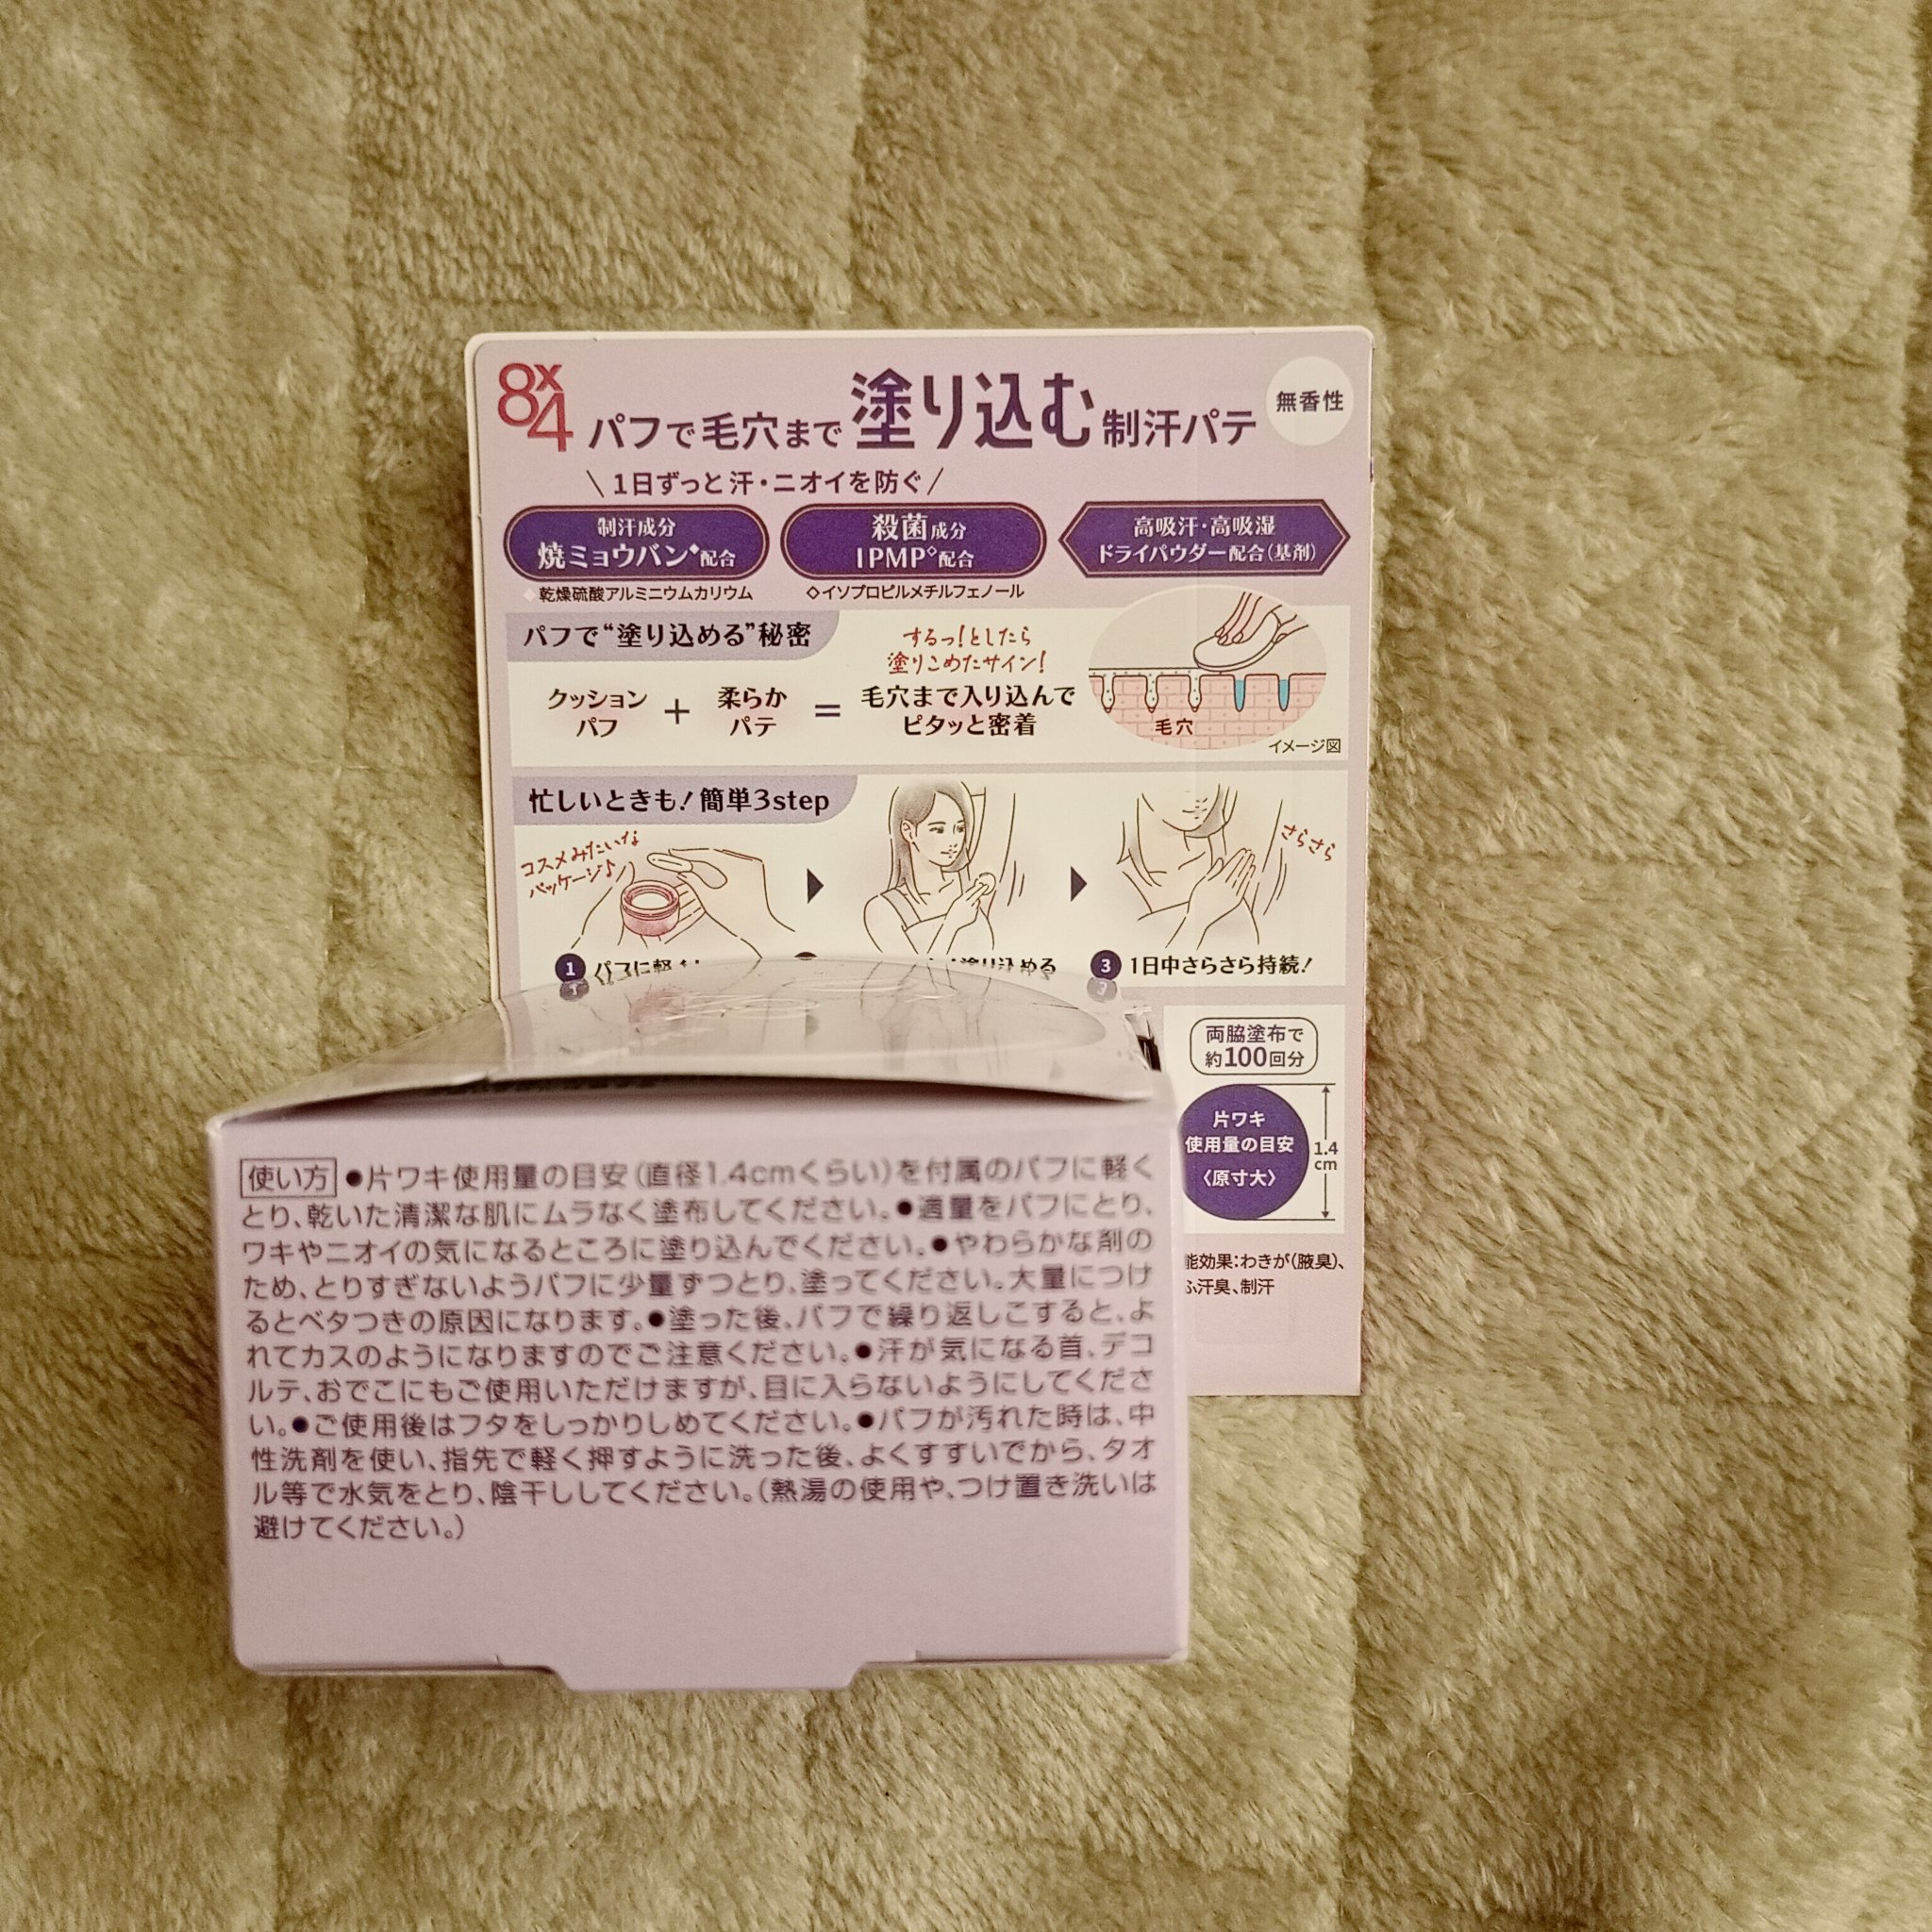 8x4
パフで毛穴まで塗り込む制汗パテ
無香性
\ 1日ずっと汗・ニオイを防ぐ /
制汗成分
焼ミョウバン◆配合
殺菌成分
IPMP◇配合
高吸汗・高吸湿
ドライパウダー配合(基剤)
◆乾燥硫酸アルミニウムカリウム
◇イソプロピルメチルフェノール
パフで“塗り込める”秘密
するっ!としたら
塗りこめたサイン!
クッション
パフ
+
柔らか
パテ
=
毛穴まで入り込んで
ピタッと密着
毛穴
イメージ図
忙しいときも!簡単3step
コスメみたいな
パッケージ♪
さらさら
1 パフに軽く
塗り込める
3 1日中さらさら持続!
両脇塗布で
約100回分
片ワキ
使用量の目安
〈原寸大〉
1.4
cm
能効果:わきが(腋臭)、
ふ汗臭、制汗
使い方 ●片ワキ使用量の目安(直径1.4cmくらい)を付属のパフに軽く
とり、乾いた清潔な肌にムラなく塗布してください。●適量をパフにとり、
ワキやニオイの気になるところに塗り込んでください。●やわらかな剤の
ため、とりすぎないようパフに少量ずつとり、塗ってください。大量につけ
るとベタつきの原因になります。●塗った後、パフで繰り返しこすると、よ
れてカスのようになりますのでご注意ください。●汗が気になる首、デコ
ルテ、おでこにもご使用いただけますが、目に入らないようにしてくださ
い。●ご使用後はフタをしっかりしめてください。●パフが汚れた時は、中
性洗剤を使い、指先で軽く押すように洗った後、よくすすいでから、タオ
ル等で水気をとり、陰干ししてください。(熱湯の使用や、つけ置き洗いは
避けてください。)